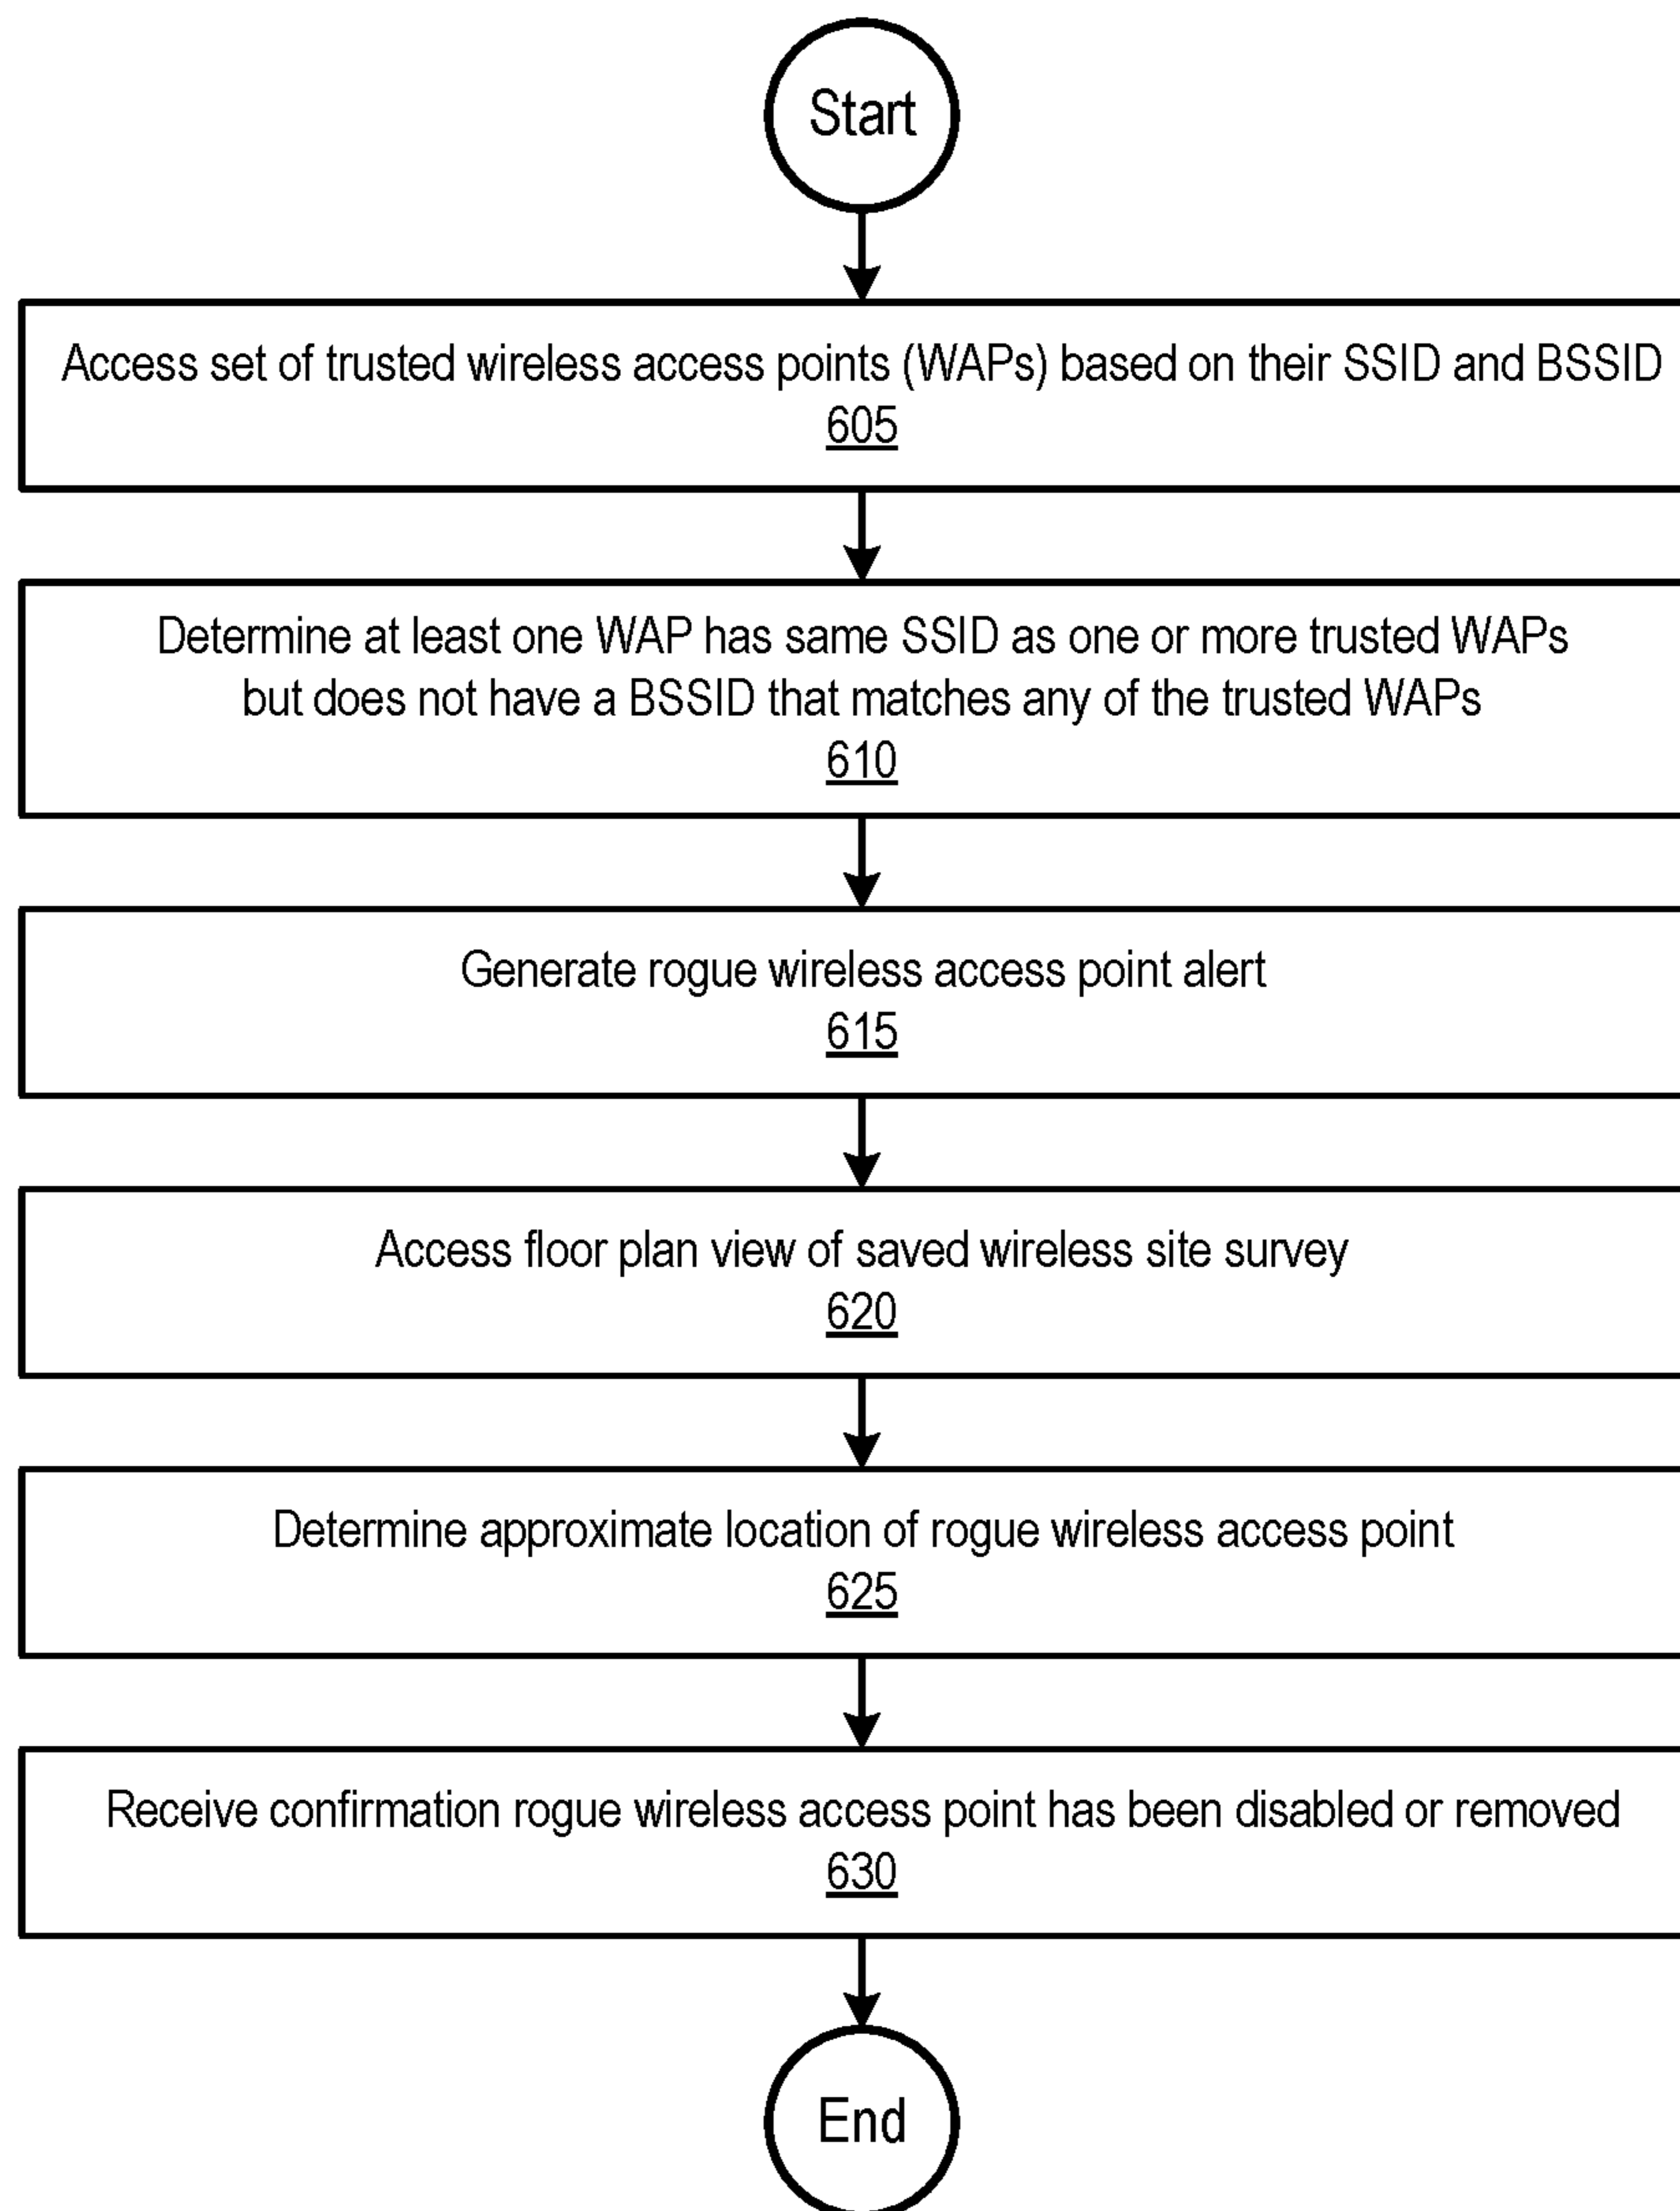 Start
Access set of trusted wireless access points (WAPs) based on their SSID and BSSID
605
Determine at least one WAP has same SSID as one or more trusted WAPs
but does not have a BSSID that matches any of the trusted WAPs
610
Generate rogue wireless access point alert
615
Access floor plan view of saved wireless site survey
620
Determine approximate location of rogue wireless access point
625
Receive confirmation rogue wireless access point has been disabled or removed
630
End